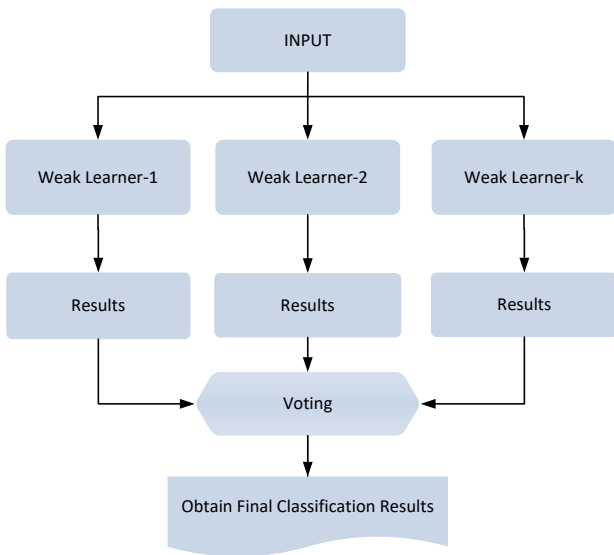 INPUT
Weak Learner-1
Weak Learner-2
Weak Learner-k
Results
Results
Results
Voting
Obtain Final Classification Results